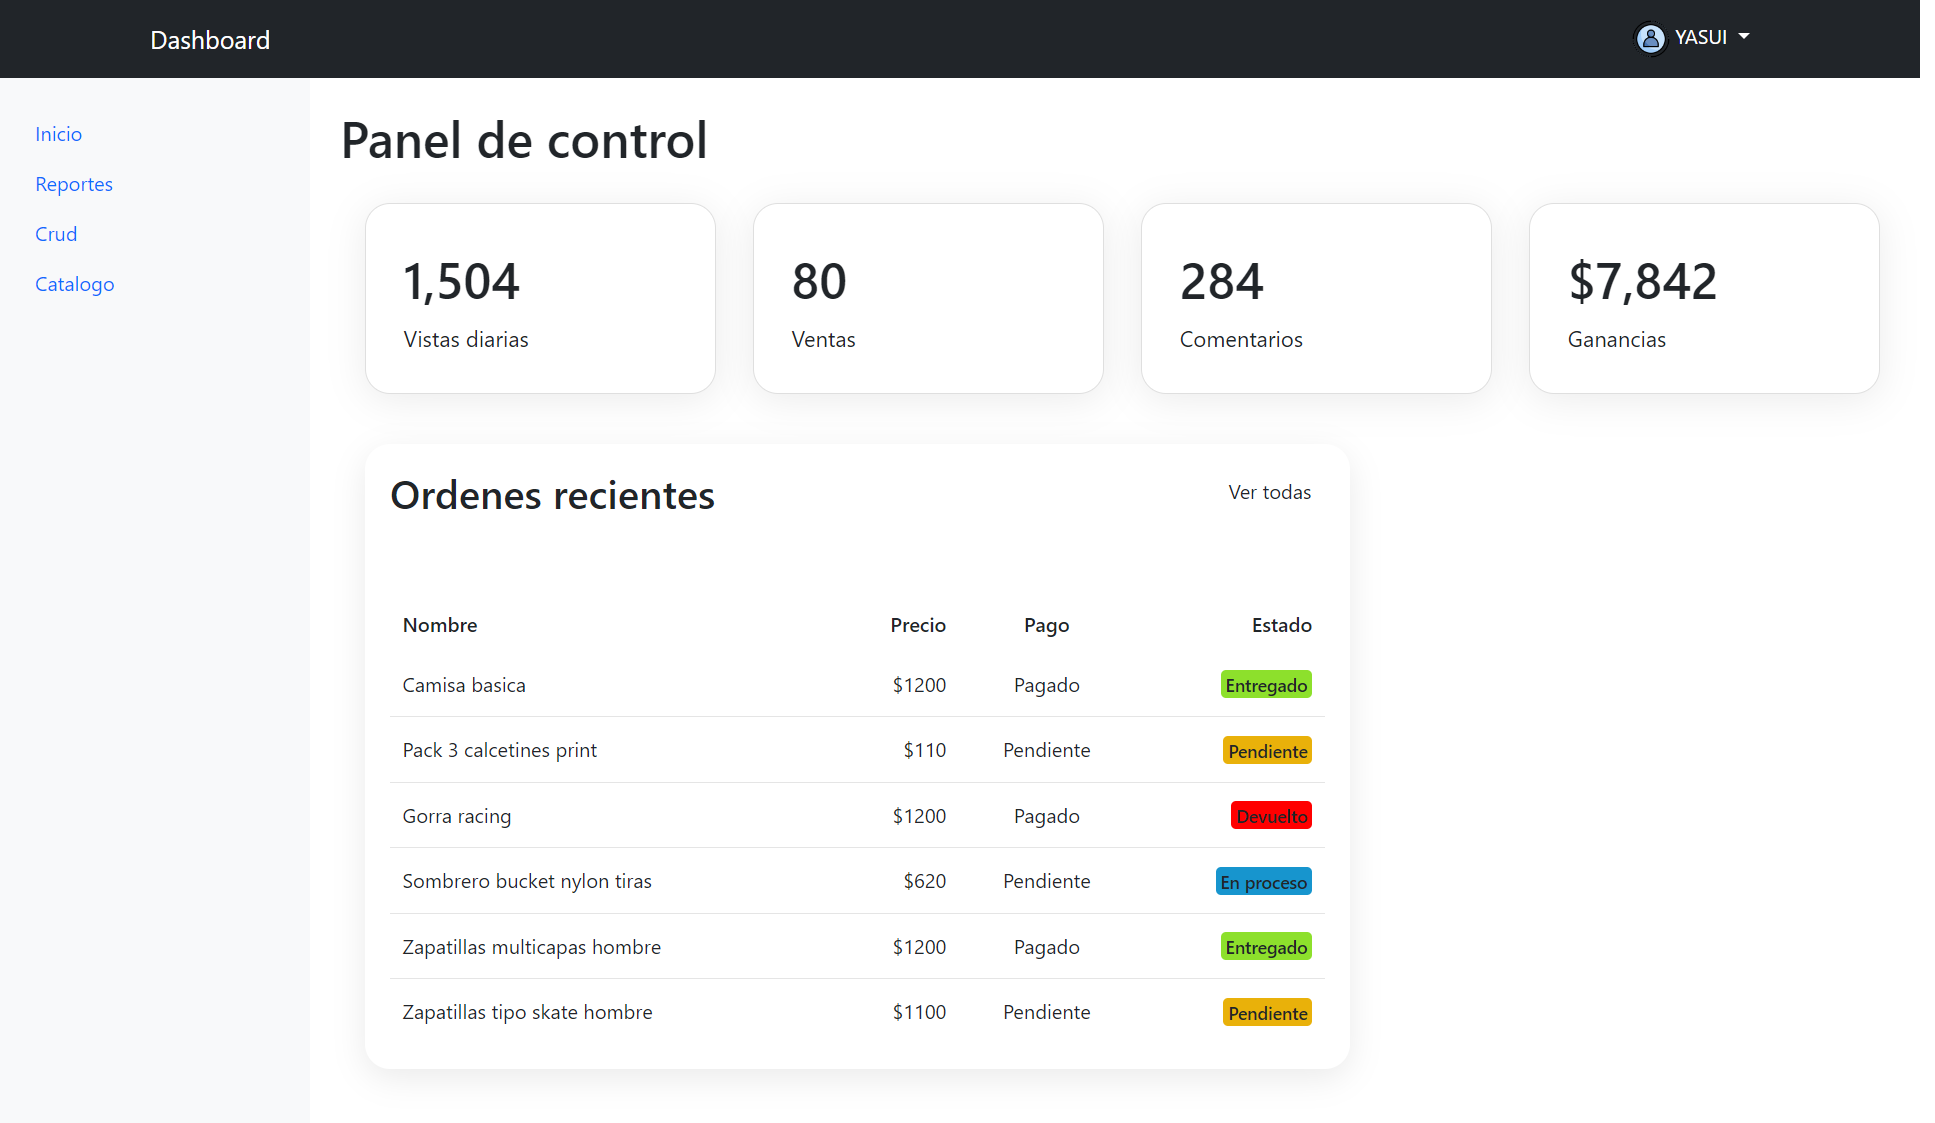 Dashboard
YASUI
Inicio
Reportes
Crud
Catalogo
Panel de control
1,504
Vistas diarias
80
Ventas
284
Comentarios
$7,842
Ganancias
Ordenes recientes
Ver todas
Nombre Precio Pago Estado
Camisa basica $1200 Pagado Entregado
Pack 3 calcetines print $110 Pendiente Pendiente
Gorra racing $1200 Pagado Devuelto
Sombrero bucket nylon tiras $620 Pendiente En proceso
Zapatillas multicapas hombre $1200 Pagado Entregado
Zapatillas tipo skate hombre $1100 Pendiente Pendiente